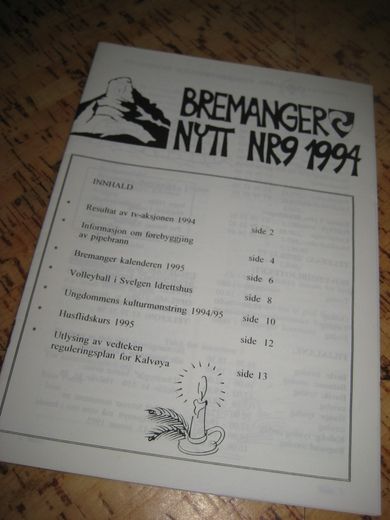 BREMANGER
NYTT NR9 1994
INNHALD
• Resultat av tv-aksjonen 1994 side 2
• Informasjon om førebyggjing
av pipebrann side 4
• Bremanger kalenderen 1995 side 6
• Volleyball i Svelgen Idrettshus side 8
• Ungdommens kulturmønstring 1994/95 side 10
• Husflidskurs 1995 side 12
• Utlysing av vedteken
reguleringsplan for Kalvøya side 13